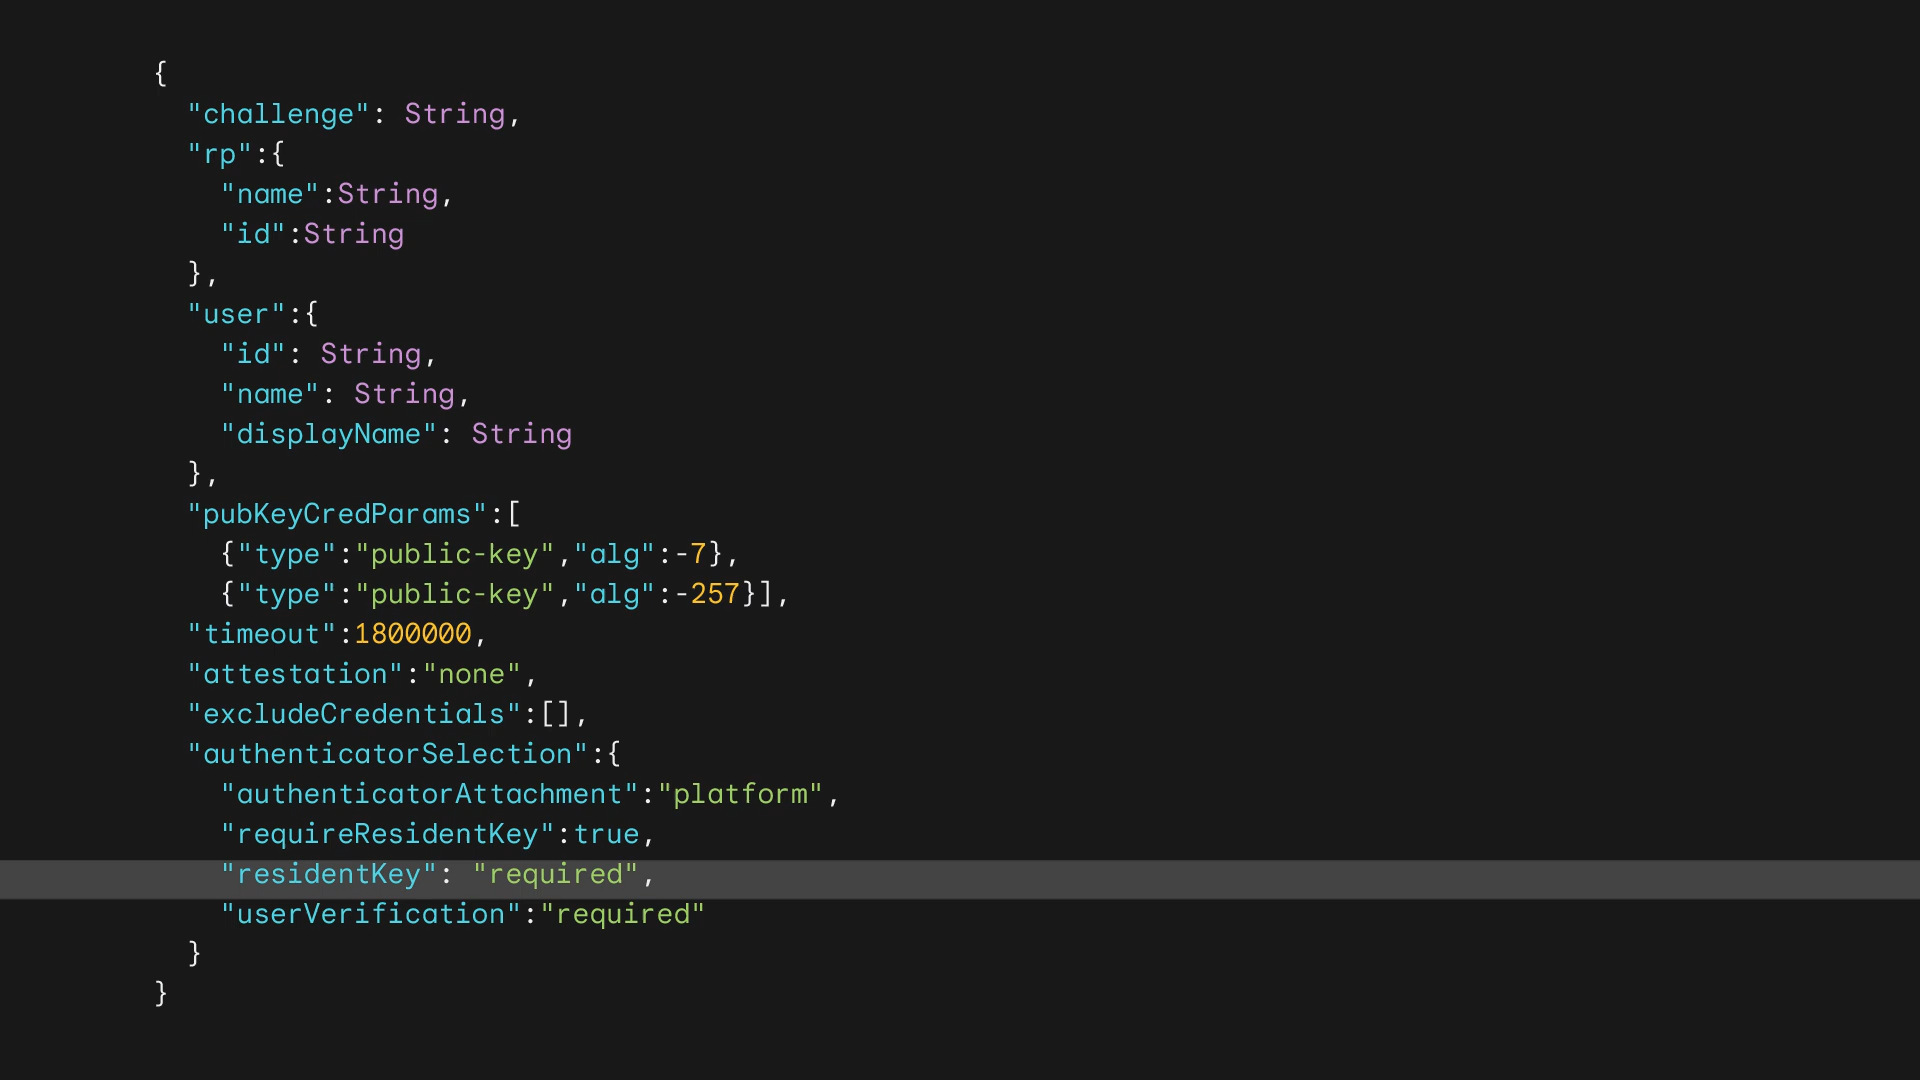 {
"challenge": String,
"rp":{
"name":String,
"id":String
},
"user":{
"id": String,
"name": String,
"displayName": String
},
"pubKeyCredParams":[
{"type":"public-key","alg":-7},
{"type":"public-key","alg":-257}],
"timeout":1800000,
"attestation":"none",
"excludeCredentials":[],
"authenticatorSelection":{
"authenticatorAttachment":"platform",
"requireResidentKey":true,
"residentKey": "required",
"userVerification":"required"
}
}